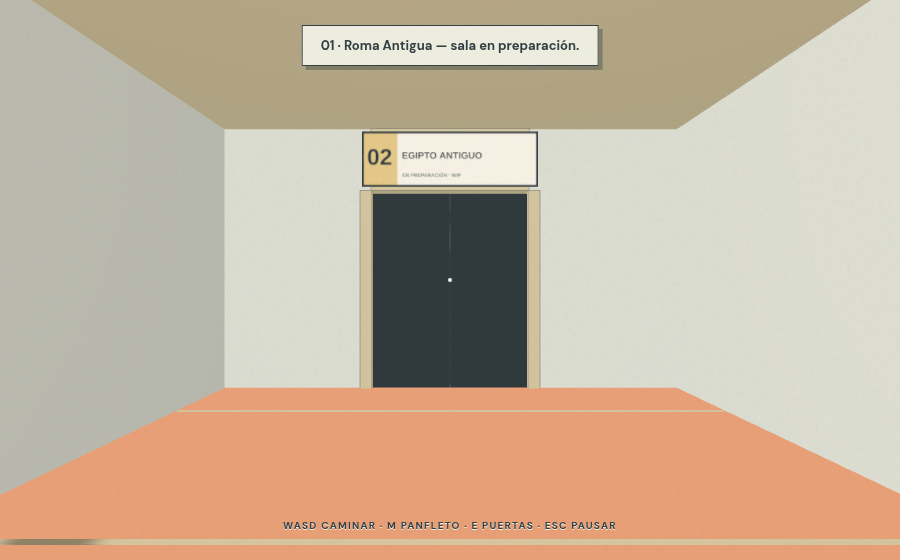 01 · Roma Antigua — sala en preparación.
02
EGIPTO ANTIGUO
EN PREPARACIÓN · WIP
WASD CAMINAR · M PANFLETO · E PUERTAS · ESC PAUSAR